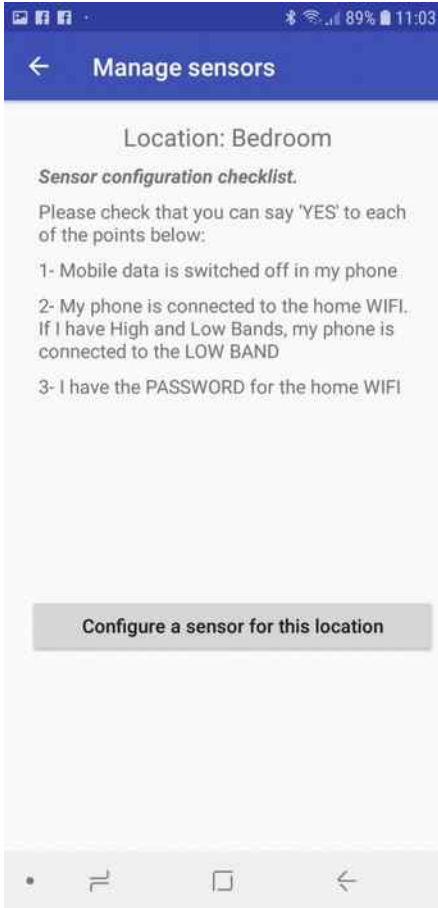 89% 11:03
Manage sensors
Location: Bedroom
Sensor configuration checklist.
Please check that you can say 'YES' to each
of the points below:
1- Mobile data is switched off in my phone
2- My phone is connected to the home WIFI.
If I have High and Low Bands, my phone is
connected to the LOW BAND
3- I have the PASSWORD for the home WIFI
Configure a sensor for this location